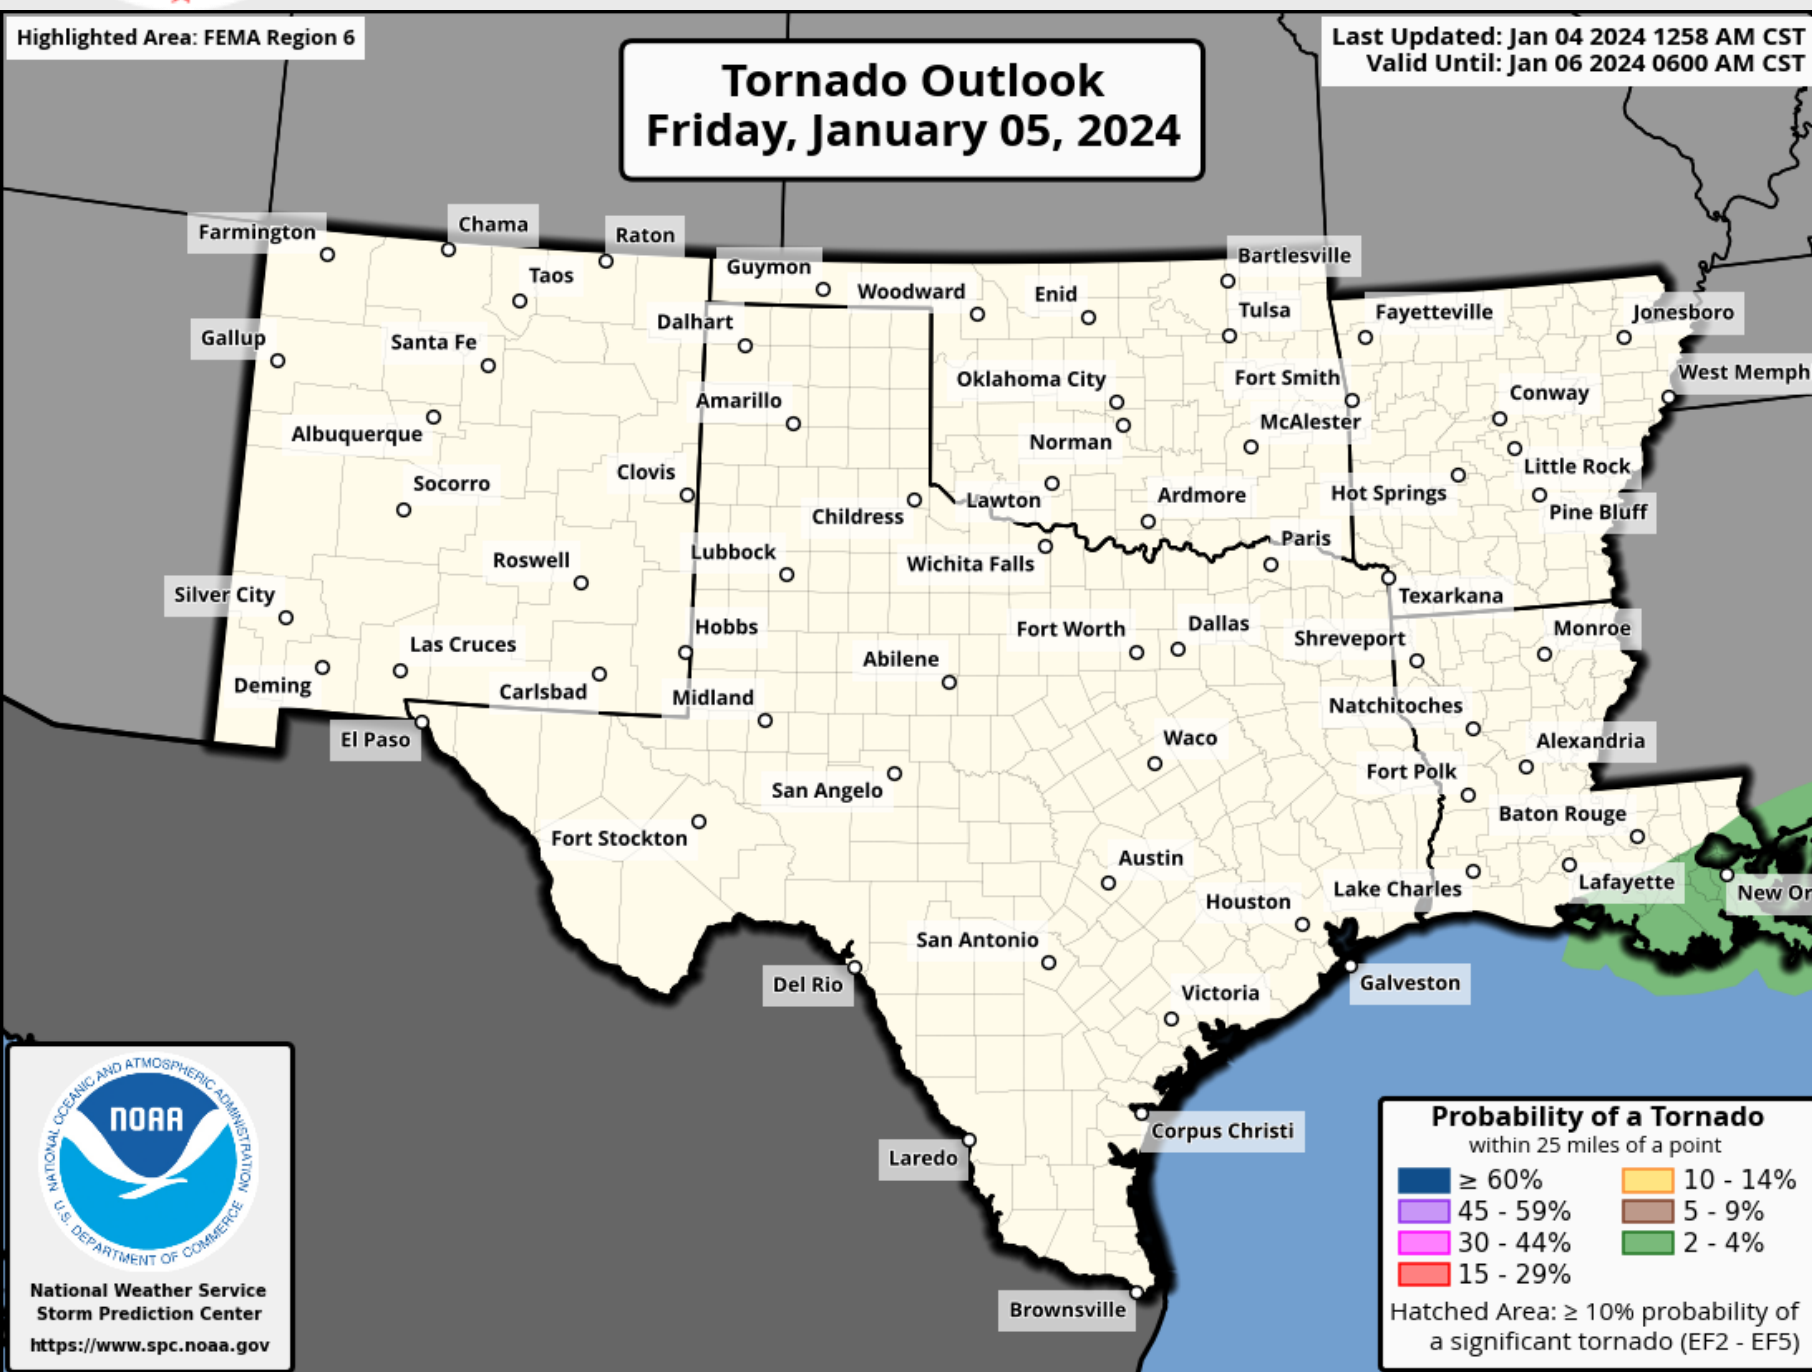 Highlighted Area: FEMA Region 6
Last Updated: Jan 04 2024 1258 AM CST
Valid Until: Jan 06 2024 0600 AM CST
Tornado Outlook
Friday, January 05, 2024
Farmington
Chama
Raton
Taos
Guymon
Woodward
Enid
Bartlesville
Tulsa
Fayetteville
Jonesboro
Gallup
Santa Fe
Dalhart
Oklahoma City
Fort Smith
Conway
West Memph
Albuquerque
Amarillo
Norman
McAlester
Little Rock
Socorro
Clovis
Childress
Lawton
Ardmore
Hot Springs
Pine Bluff
Roswell
Lubbock
Wichita Falls
Paris
Texarkana
Silver City
Las Cruces
Hobbs
Abilene
Fort Worth
Dallas
Shreveport
Monroe
Deming
Carlsbad
Midland
Natchitoches
El Paso
Waco
Alexandria
San Angelo
Fort Polk
Fort Stockton
Baton Rouge
Austin
Houston
Lake Charles
Lafayette
New Or
San Antonio
Del Rio
Victoria
Galveston
Corpus Christi
Laredo
Brownsville
NATIONAL OCEANIC AND ATMOSPHERIC ADMINISTRATION
NOAA
U.S. DEPARTMENT OF COMMERCE
National Weather Service
Storm Prediction Center
https://www.spc.noaa.gov
Probability of a Tornado
within 25 miles of a point
≥ 60%
10 - 14%
45 - 59%
5 - 9%
30 - 44%
2 - 4%
15 - 29%
Hatched Area: ≥ 10% probability of
a significant tornado (EF2 - EF5)